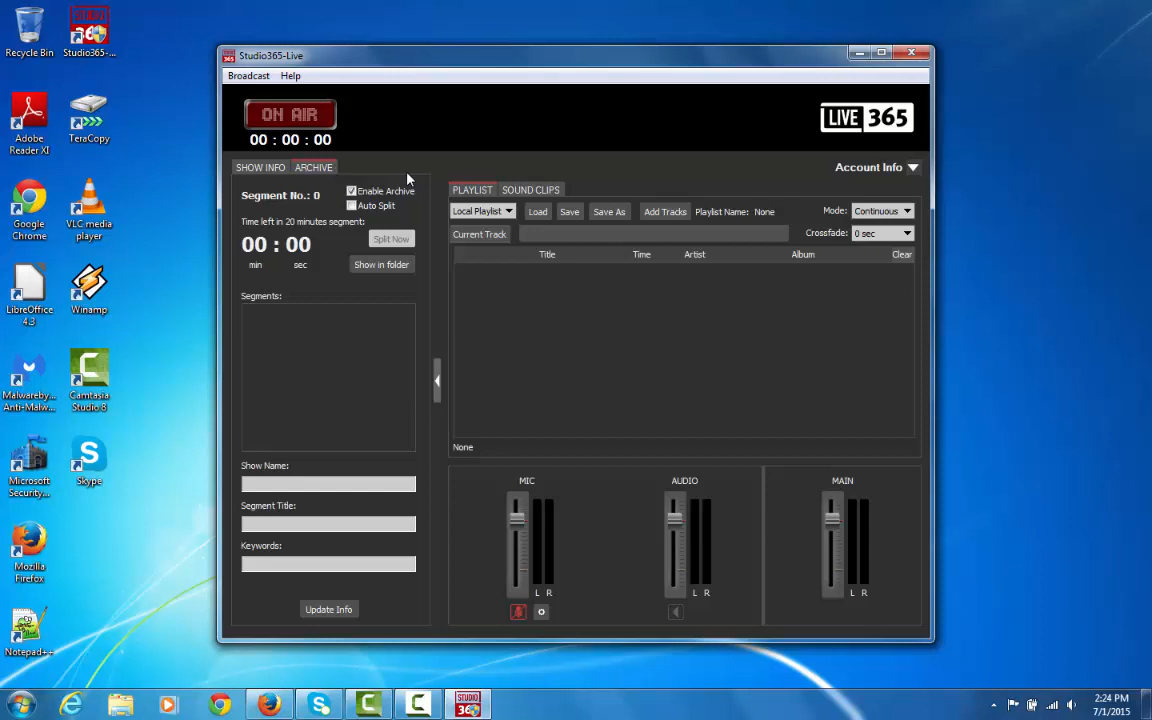 Recycle Bin
STUDIO
365
Studio365-...
Adobe Reader XI
TeraCopy
Google Chrome
VLC media player
LibreOffice 4.3
Winamp
Malwareby... Anti-Malw...
Camtasia Studio 8
Microsoft Security...
Skype
Mozilla Firefox
Notepad++
Studio365-Live
Broadcast Help
ON AIR
00 : 00 : 00
LIVE 365
SHOW INFO ARCHIVE
Account Info
Segment No.: 0
Enable Archive
Auto Split
Time left in 20 minutes segment:
00 : 00
Split Now
min sec
Show in folder
Segments:
Show Name:
Segment Title:
Keywords:
Update Info
PLAYLIST SOUND CLIPS
Local Playlist Load Save Save As Add Tracks Playlist Name: None Mode: Continuous
Current Track Crossfade: 0 sec
Title Time Artist Album Clear
None
MIC AUDIO MAIN
L R L R L R
STUDIO
365
2:24 PM
7/1/2015